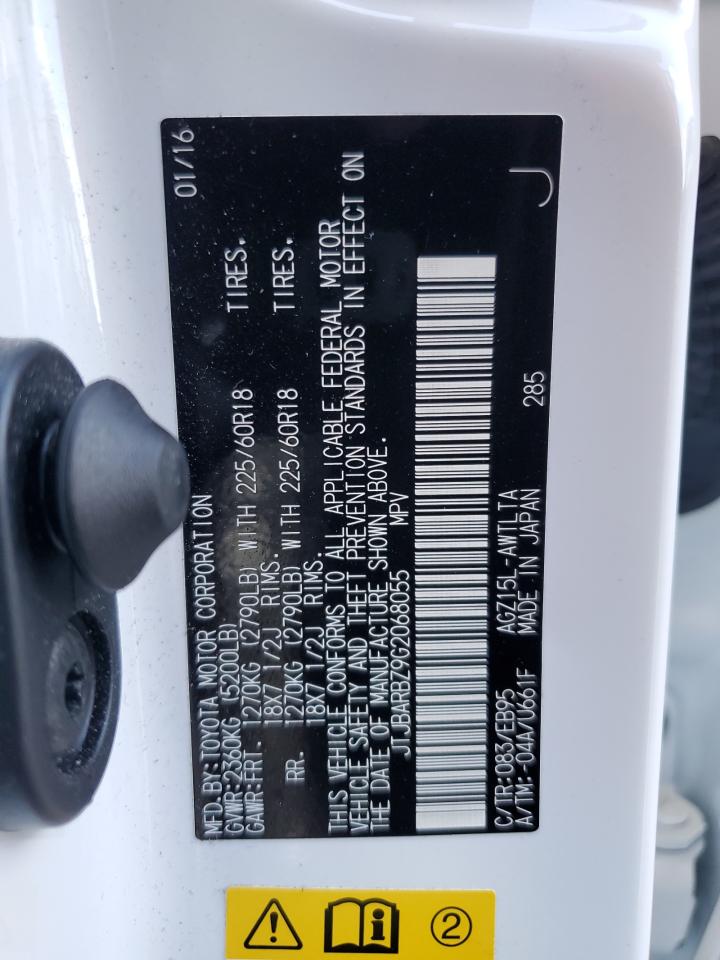 MFD.BY:TOYOTA MOTOR CORPORATION 01/16
GVWR:2360KG (5200LB)
GAWR:FRT. 1270KG (2790LB) WITH 225/60R18 TIRES.
18X7 1/2J RIMS.
RR. 1270KG (2790LB) WITH 225/60R18 TIRES.
18X7 1/2J RIMS.
THIS VEHICLE CONFORMS TO ALL APPLICABLE FEDERAL MOTOR
VEHICLE SAFETY AND THEFT PREVENTION STANDARDS IN EFFECT ON
THE DATE OF MANUFACTURE SHOWN ABOVE.
JTJBARBZ9G2068055 MPV
C/TR:083/EB95 AGZ15L-AWTLTA 285
A/TM:-04A/U661F MADE IN JAPAN J
2